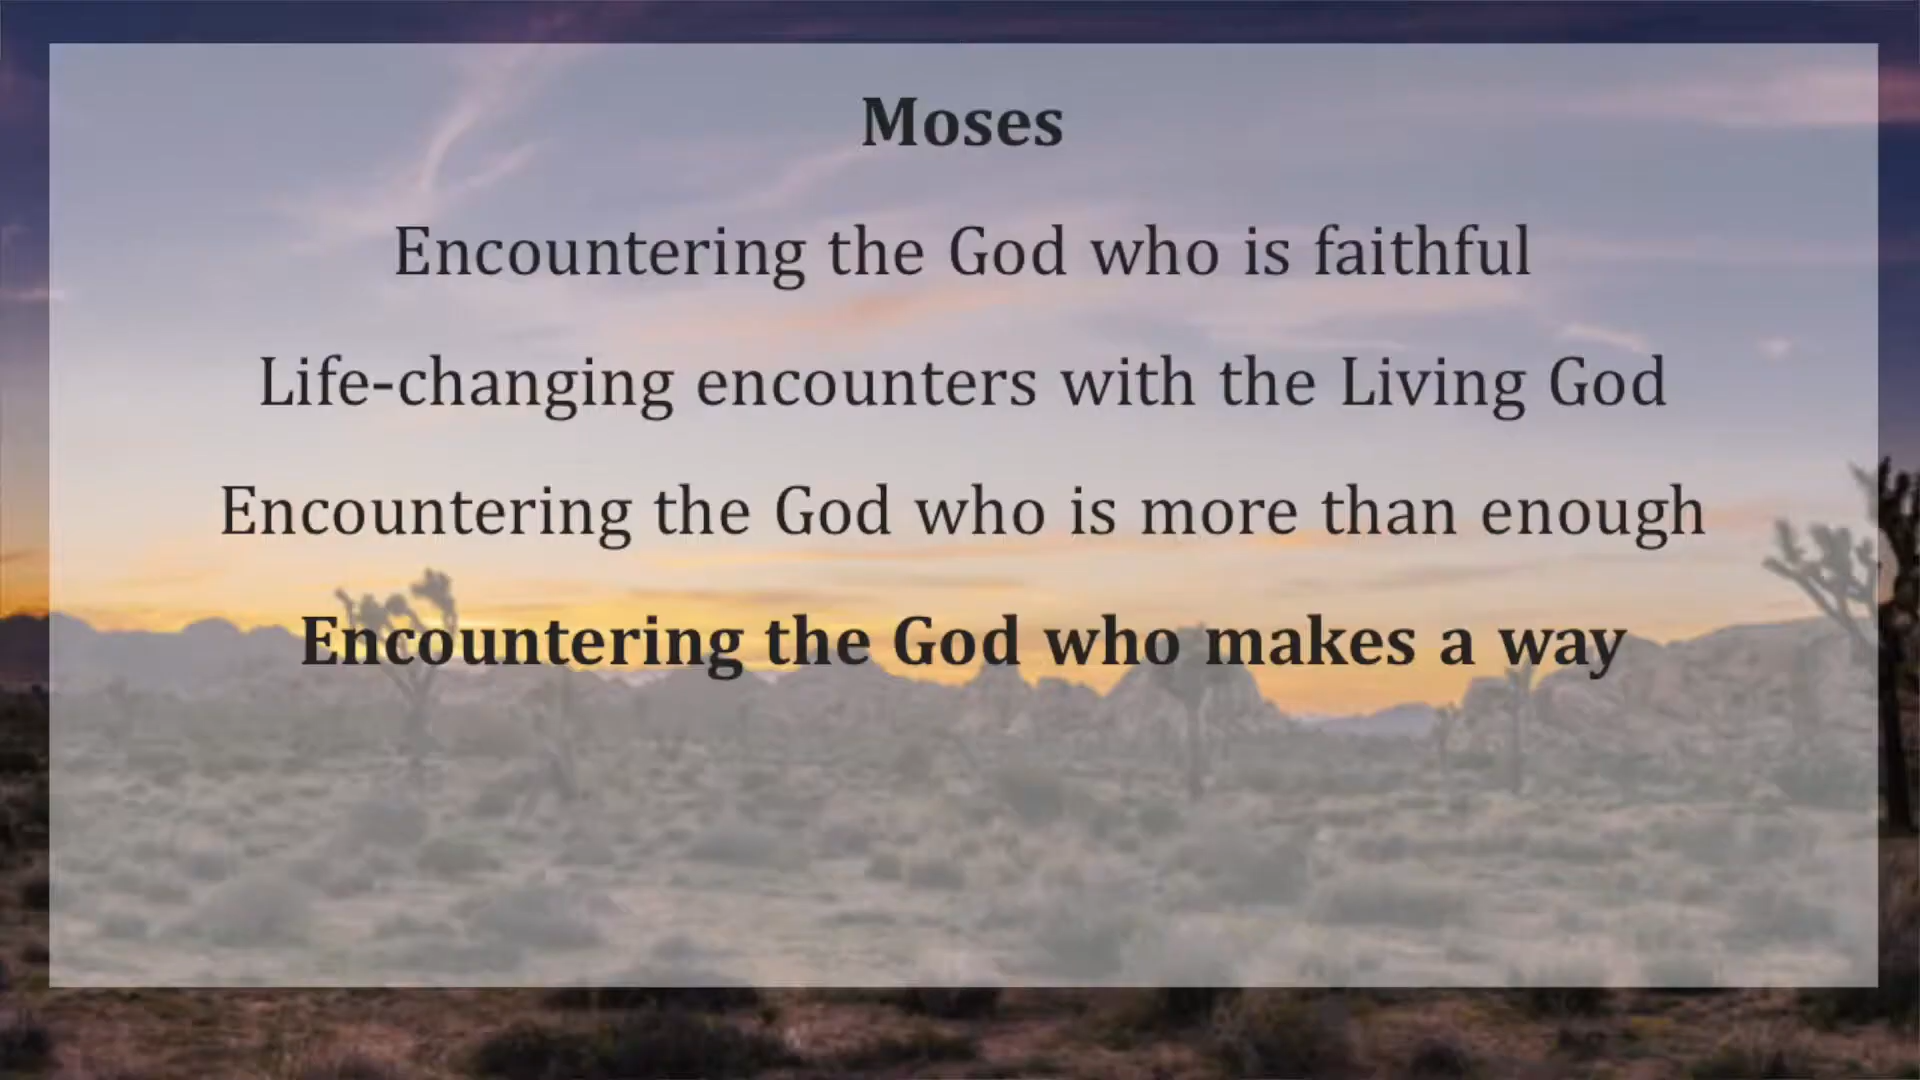 Moses
Encountering the God who is faithful
Life-changing encounters with the Living God
Encountering the God who is more than enough
Encountering the God who makes a way